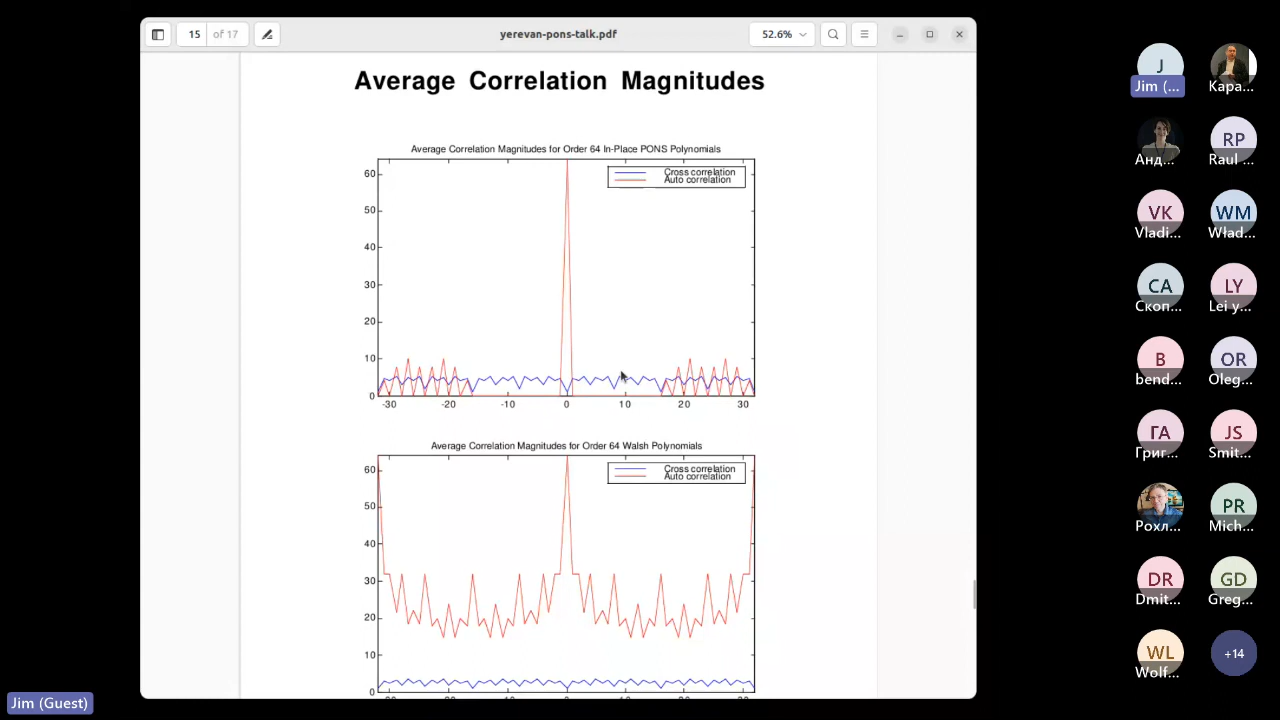 15 of 17
yerevan-pons-talk.pdf
52.6%
Average Correlation Magnitudes
Average Correlation Magnitudes for Order 64 In-Place PONS Polynomials
Cross correlation
Auto correlation
60
50
40
30
20
10
0
-30 -20 -10 0 10 20 30
Average Correlation Magnitudes for Order 64 Walsh Polynomials
Cross correlation
Auto correlation
60
50
40
30
20
10
0
J
Jim (...
Кара...
Анд...
RP
Raul ...
VK
Vladi...
WM
Wład...
CA
Скоп...
LY
Lei y...
B
bend...
OR
Oleg...
ГА
Григ...
JS
Smit...
Рохл...
PR
Mich...
DR
Dmit...
GD
Greg...
WL
Wolf...
+14
Jim (Guest)